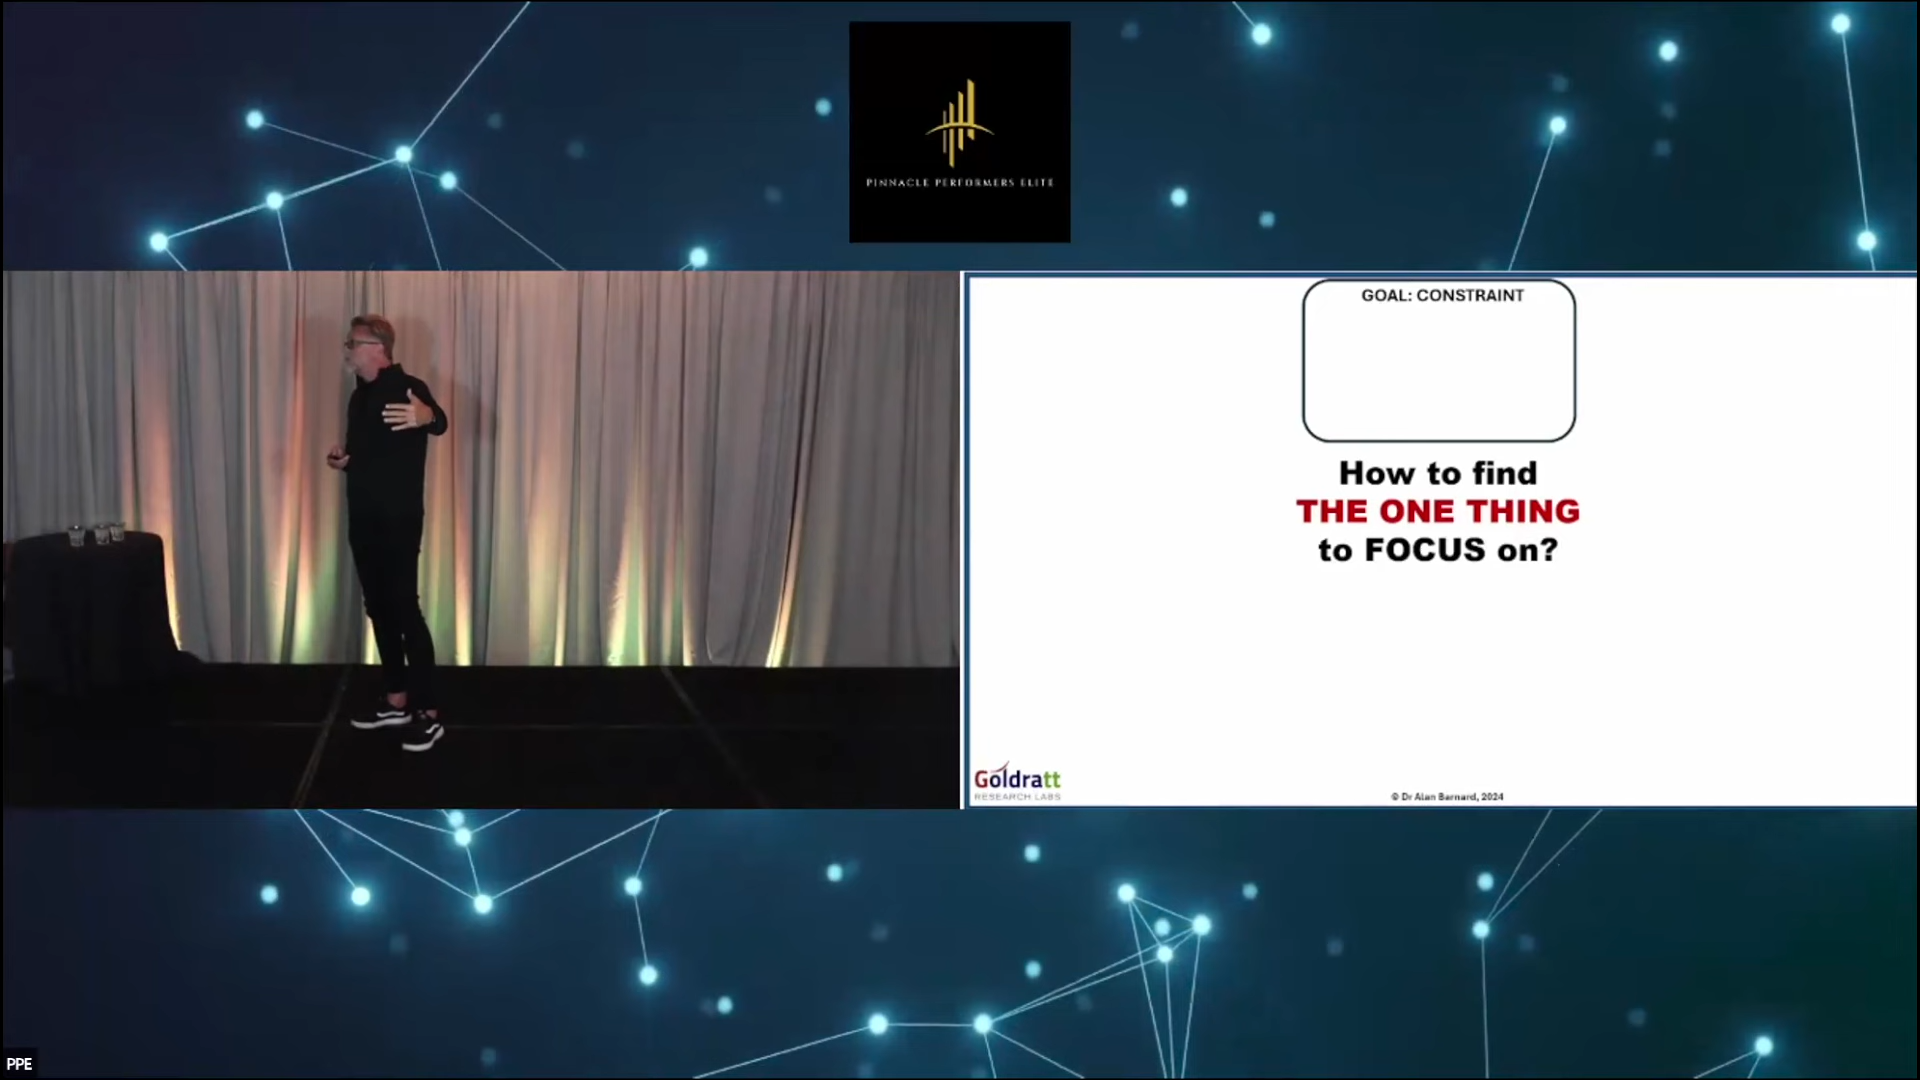 PINNACLE PERFORMERS ELITE
GOAL: CONSTRAINT
How to find
THE ONE THING
to FOCUS on?
Goldratt
RESEARCH LABS
© Dr Alan Barnard, 2024
PPE